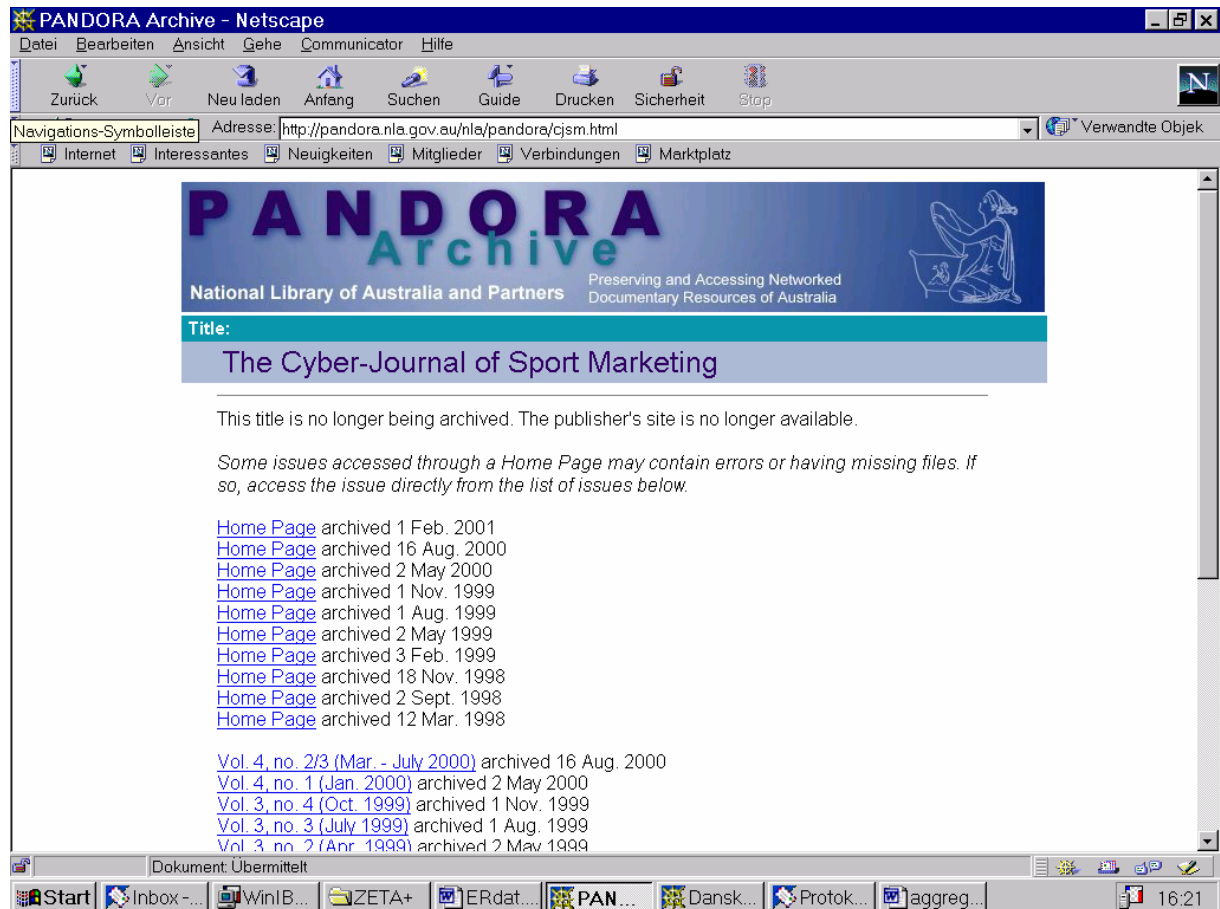 PANDORA Archive - Netscape
Datei Bearbeiten Ansicht Gehe Communicator Hilfe
Zurück Vor Neu laden Anfang Suchen Guide Drucken Sicherheit Stop
N
Navigations-Symbolleiste Adresse: http://pandora.nla.gov.au/nla/pandora/cjsm.html Verwandte Objek
Internet Interessantes Neuigkeiten Mitglieder Verbindungen Marktplatz
PANDORA
Archive
National Library of Australia and Partners
Preserving and Accessing Networked
Documentary Resources of Australia
Title:
The Cyber-Journal of Sport Marketing
This title is no longer being archived. The publisher's site is no longer available.
Some issues accessed through a Home Page may contain errors or having missing files. If
so, access the issue directly from the list of issues below.
Home Page archived 1 Feb. 2001
Home Page archived 16 Aug. 2000
Home Page archived 2 May 2000
Home Page archived 1 Nov. 1999
Home Page archived 1 Aug. 1999
Home Page archived 2 May 1999
Home Page archived 3 Feb. 1999
Home Page archived 18 Nov. 1998
Home Page archived 2 Sept. 1998
Home Page archived 12 Mar. 1998
Vol. 4, no. 2/3 (Mar. - July 2000) archived 16 Aug. 2000
Vol. 4, no. 1 (Jan. 2000) archived 2 May 2000
Vol. 3, no. 4 (Oct. 1999) archived 1 Nov. 1999
Vol. 3, no. 3 (July 1999) archived 1 Aug. 1999
Vol. 3, no. 2 (Apr. 1999) archived 2 May 1999
Dokument: Übermittelt
Start Inbox -... WinIB... ZETA+ ERdat.... PAN... Dansk... Protok... aggreg... 16:21